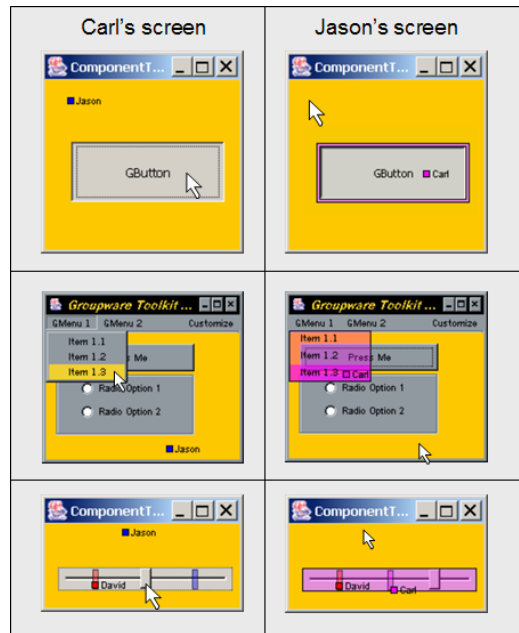 Carl's screen
Jason's screen
ComponentT...
Jason
GButton
ComponentT...
GButton
Carl
Groupware Toolkit ...
GMenu 1 GMenu 2 Customize
Item 1.1
Item 1.2 s Me
Item 1.3
Radio Option 1
Radio Option 2
Jason
Groupware Toolkit ...
GMenu 1 GMenu 2 Customize
Item 1.1
Item 1.2 Press Me
Item 1.3 Carl
Radio Option 1
Radio Option 2
ComponentT...
Jason
David
ComponentT...
David
Carl